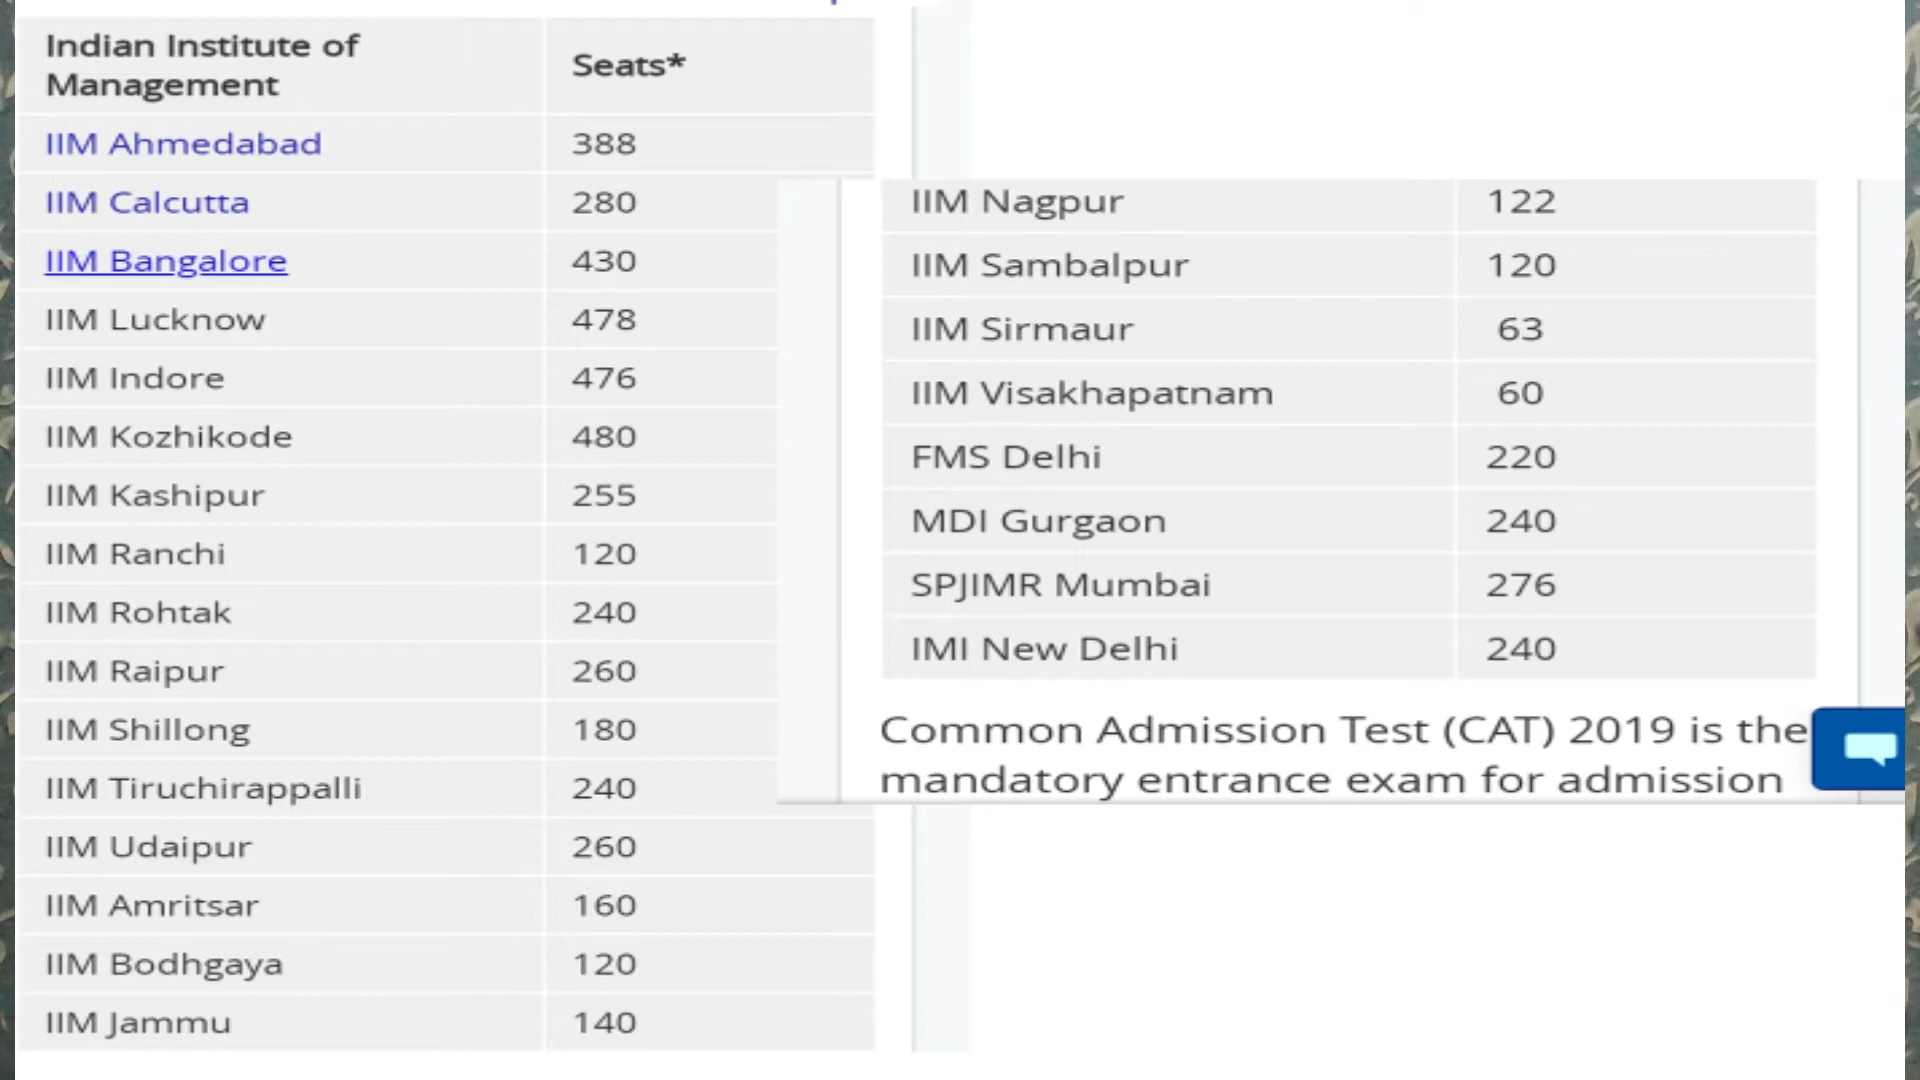 Indian Institute of
Management
Seats*
IIM Ahmedabad 388
IIM Calcutta 280
IIM Bangalore 430
IIM Lucknow 478
IIM Indore 476
IIM Kozhikode 480
IIM Kashipur 255
IIM Ranchi 120
IIM Rohtak 240
IIM Raipur 260
IIM Shillong 180
IIM Tiruchirappalli 240
IIM Udaipur 260
IIM Amritsar 160
IIM Bodhgaya 120
IIM Jammu 140
IIM Nagpur 122
IIM Sambalpur 120
IIM Sirmaur 63
IIM Visakhapatnam 60
FMS Delhi 220
MDI Gurgaon 240
SPJIMR Mumbai 276
IMI New Delhi 240
Common Admission Test (CAT) 2019 is the
mandatory entrance exam for admission